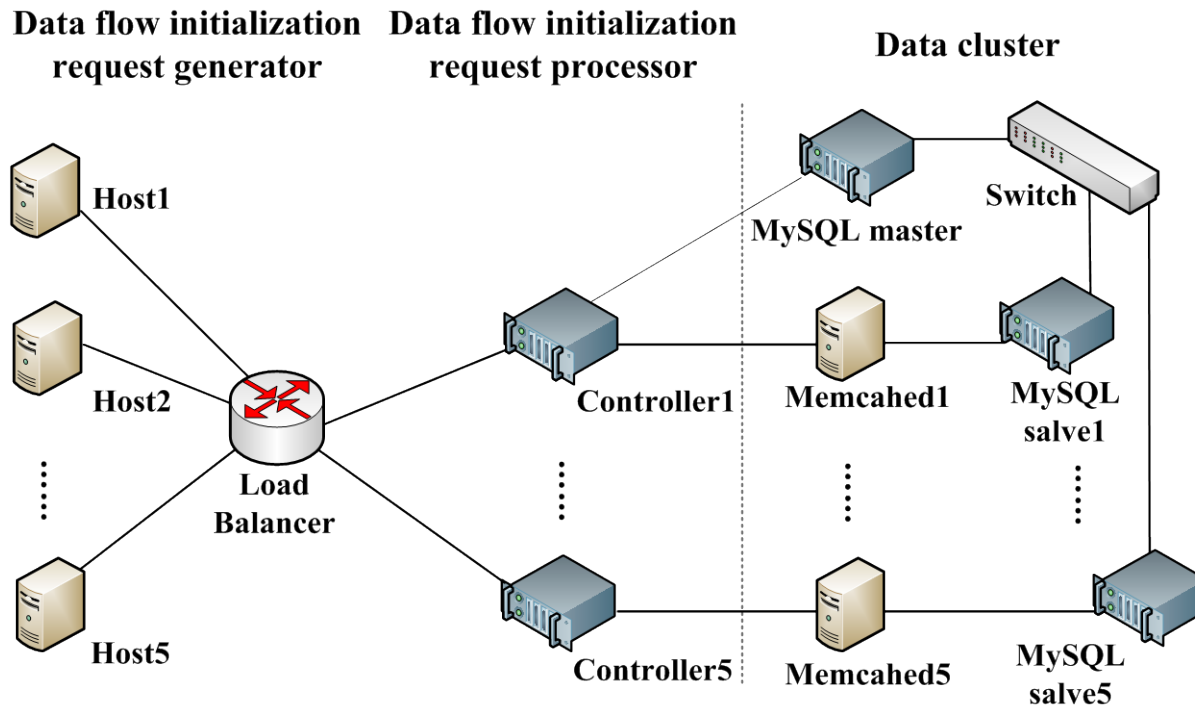 Data flow initialization
request generator
Data flow initialization
request processor
Data cluster
Host1
Host2
Host5
Load
Balancer
Controller1
Controller5
MySQL master
Switch
Memcahed1
MySQL
salve1
Memcahed5
MySQL
salve5